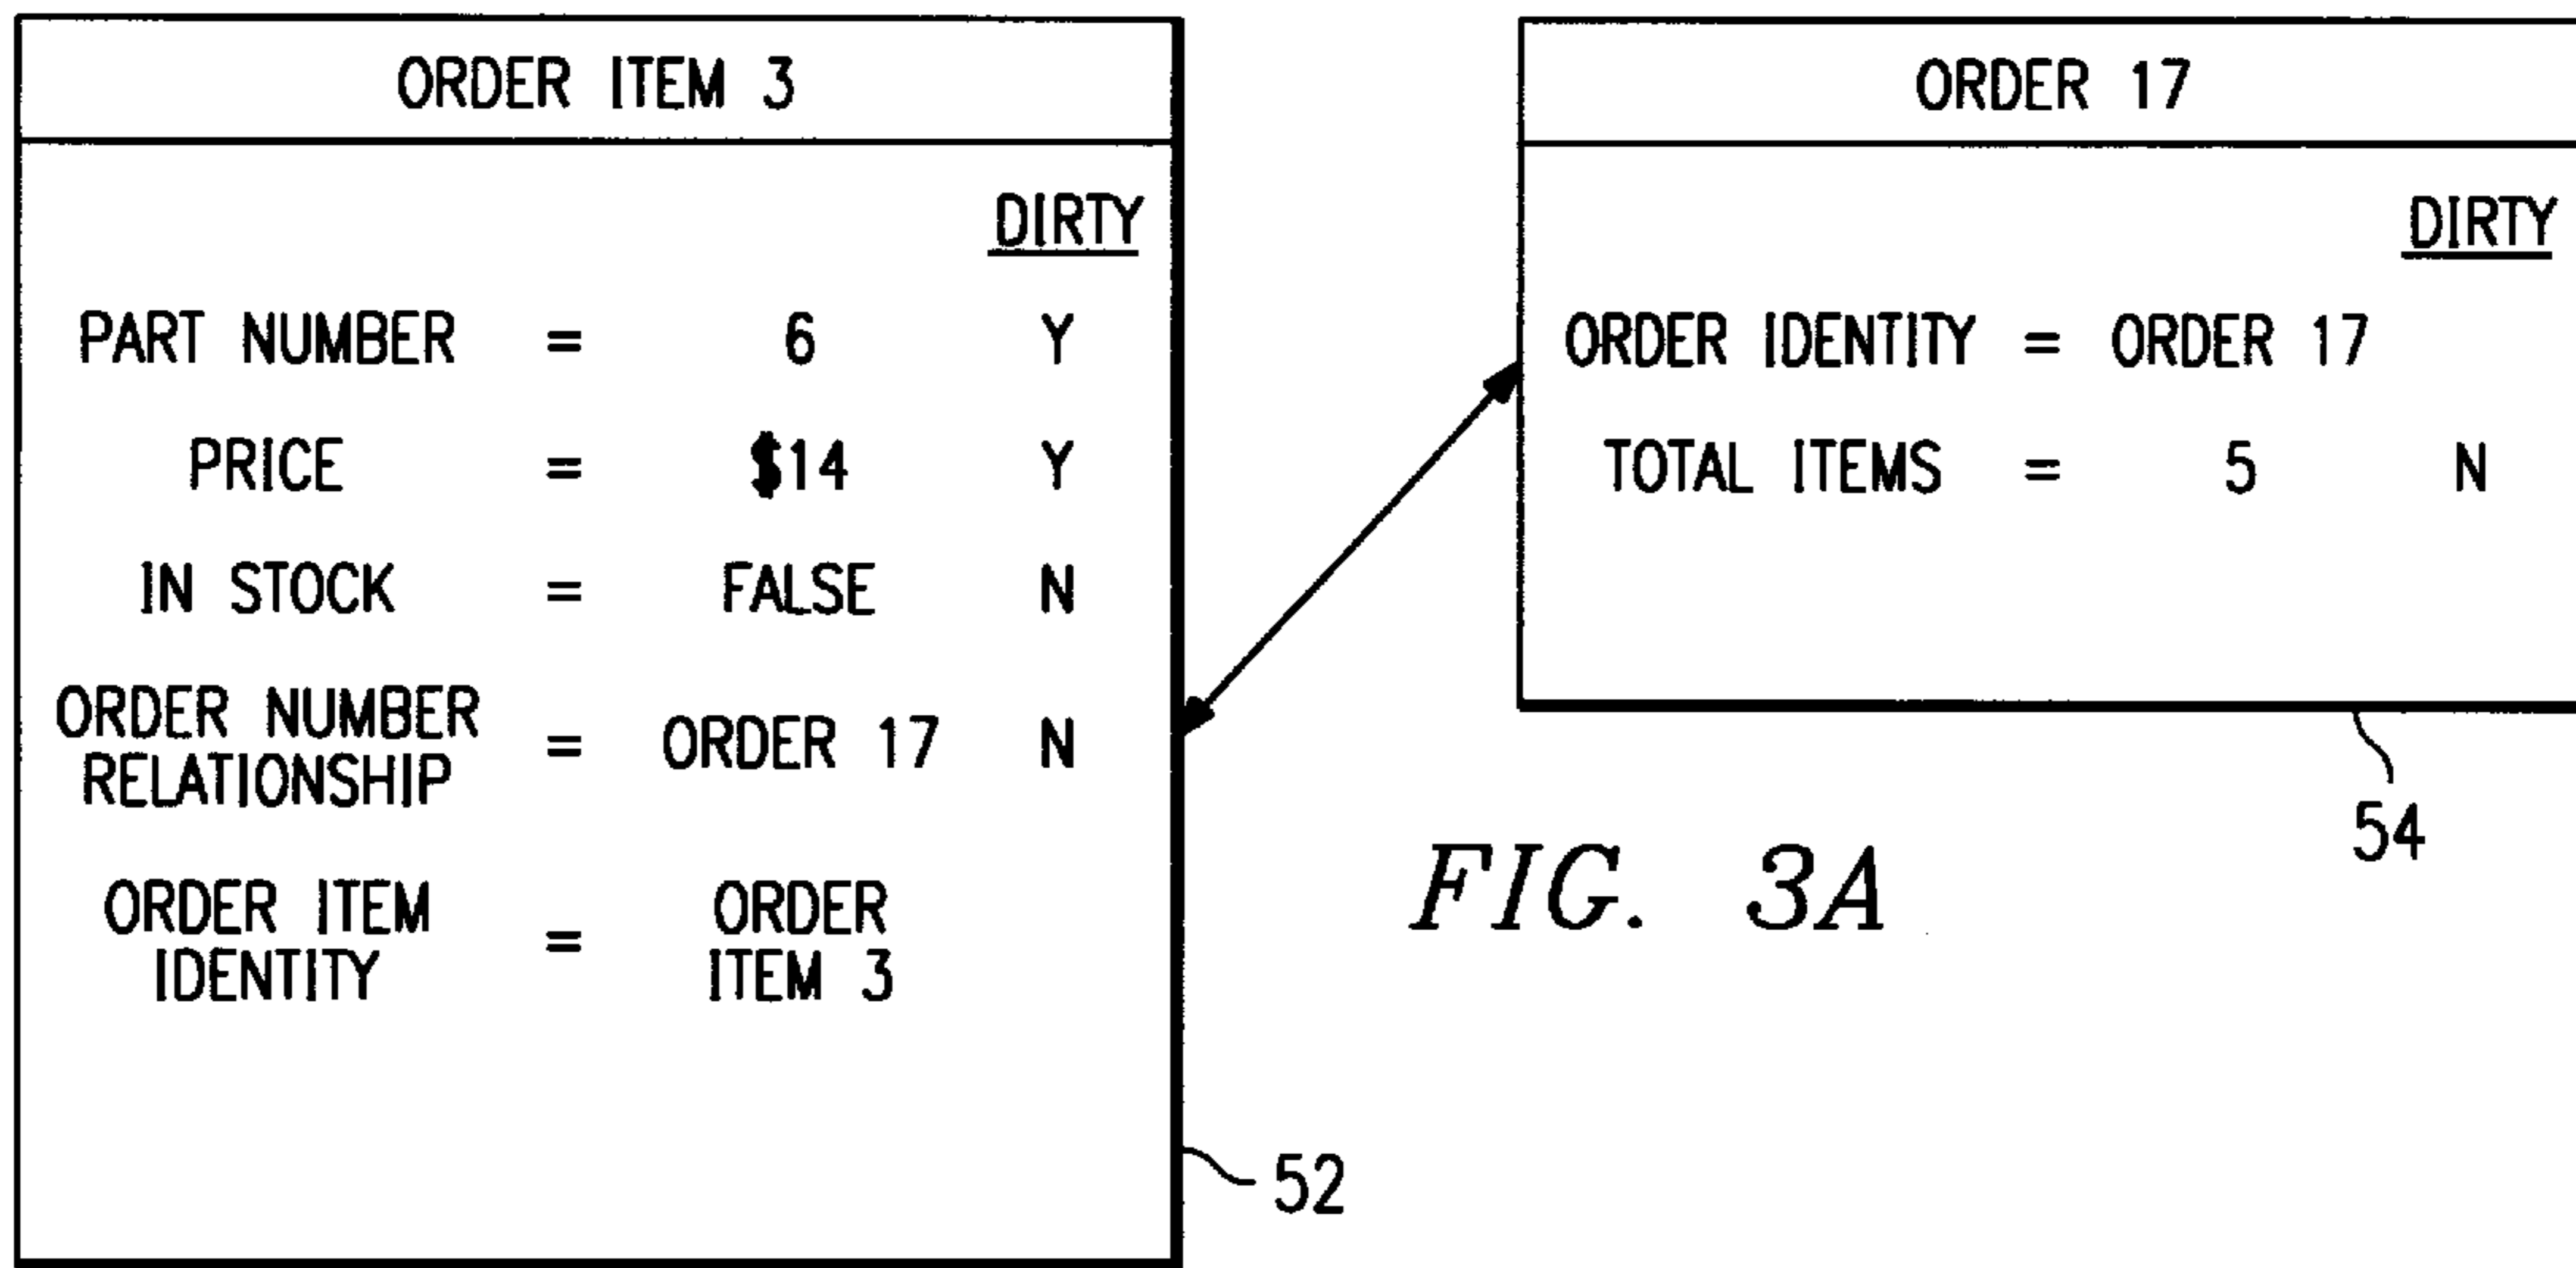 ORDER ITEM 3
DIRTY
PART NUMBER = 6 Y
PRICE = $14 Y
IN STOCK = FALSE N
ORDER NUMBER
RELATIONSHIP = ORDER 17 N
ORDER ITEM
IDENTITY = ORDER
ITEM 3
52
ORDER 17
DIRTY
ORDER IDENTITY = ORDER 17
TOTAL ITEMS = 5 N
54
FIG. 3A